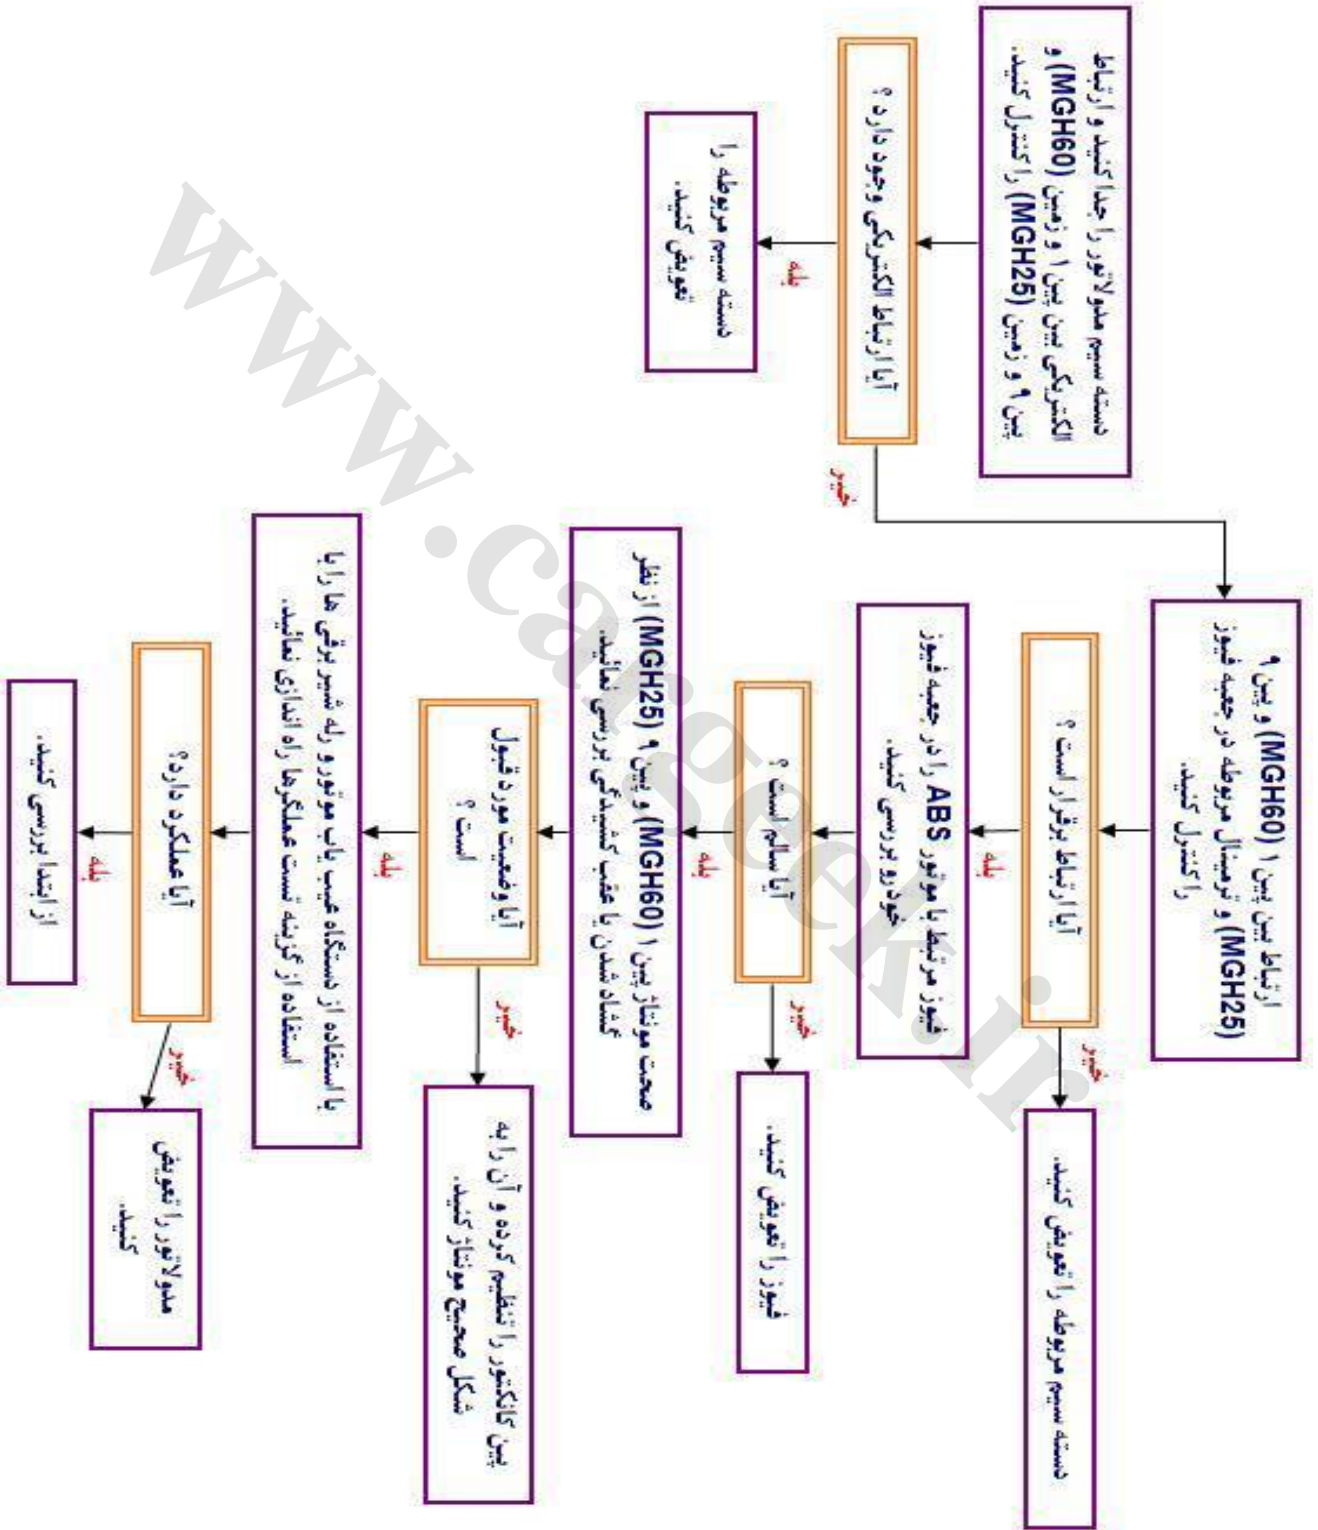 دسته سیم مدولاتور را جدا کنید و ارتباط
الکتریکی بین پین ۱ و زمین (MGH60) و
پین ۹ و زمین (MGH25) را کنترل کنید.
آیا ارتباط الکتریکی وجود دارد ؟
بله
دسته سیم مربوطه را
تعویض کنید.
خیر
ارتباط بین پین ۱ (MGH60) و پین ۹
(MGH25) و ترمینال مربوطه در جعبه فیوز
را کنترل کنید.
آیا ارتباط برقرار است ؟
خیر
دسته سیم مربوطه را تعویض کنید.
بله
فیوز مرتبط با موتور ABS را در جعبه فیوز
خودرو بررسی کنید.
آیا سالم است ؟
خیر
فیوز را تعویض کنید.
بله
صحت مونتاژ پین ۱ (MGH60) و پین ۹ (MGH25) از نظر
گشاد شدن یا عقب کشیدگی بررسی نمائید.
آیا وضعیت مورد قبول
است ؟
خیر
پین کانکتور را تنظیم کرده و آن را به
شکل صحیح مونتاژ کنید.
بله
با استفاده از دستگاه عیب یاب موتور و رله شیر برقی ها را با
استفاده از گزینه تست عملگرها راه اندازی نمائید.
آیا عملکرد دارد؟
خیر
مدولاتور را تعویض
کنید.
بله
از ابتدا بررسی کنید.
www.cargeek.ir